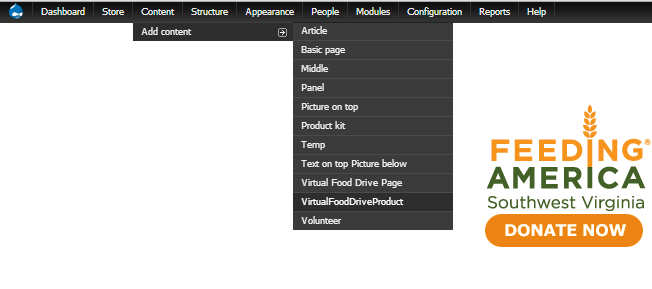 Dashboard Store Content Structure Appearance People Modules Configuration Reports Help
Add content
Article
Basic page
Middle
Panel
Picture on top
Product kit
Temp
Text on top Picture below
Virtual Food Drive Page
VirtualFoodDriveProduct
Volunteer
FEEDING®
AMERICA
Southwest Virginia
DONATE NOW